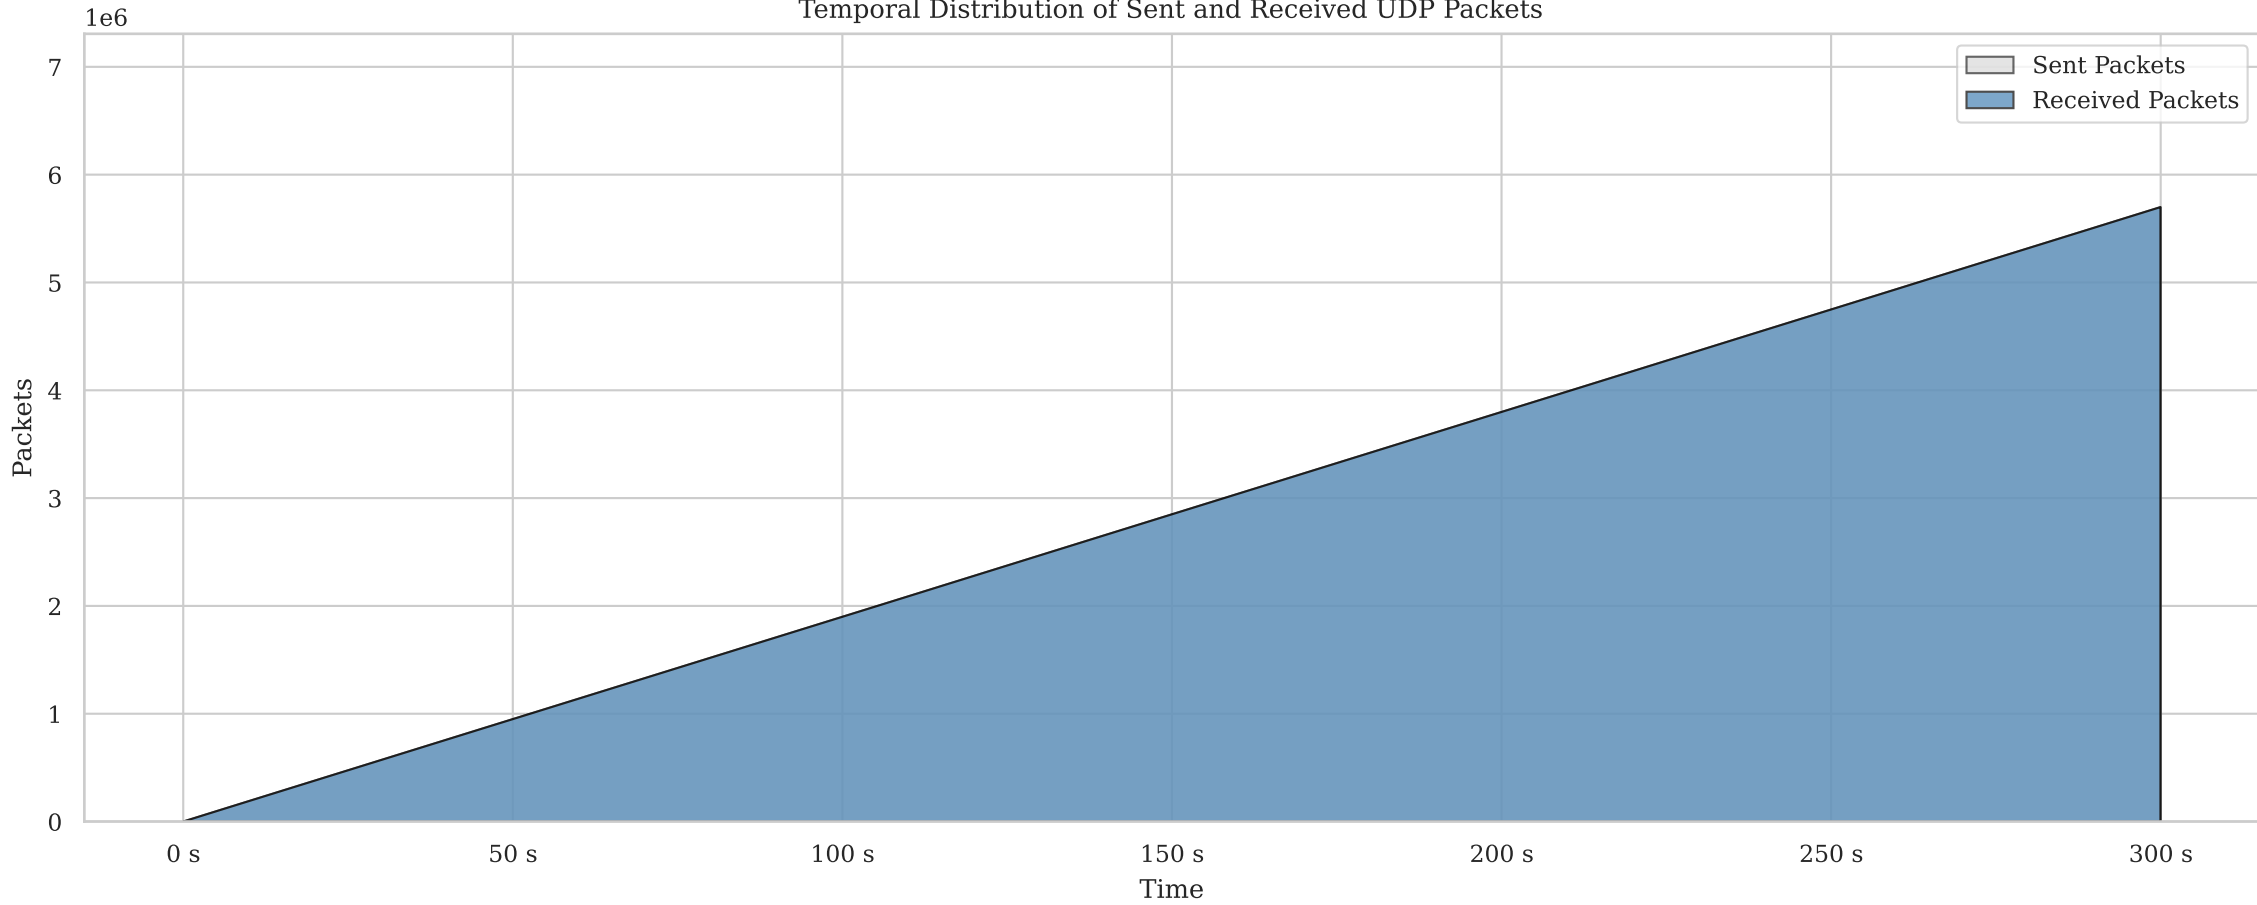 Temporal Distribution of Sent and Received UDP Packets
1e6
7
6
5
4
3
2
1
0
Packets
Sent Packets
Received Packets
0 s
50 s
100 s
150 s
200 s
250 s
300 s
Time